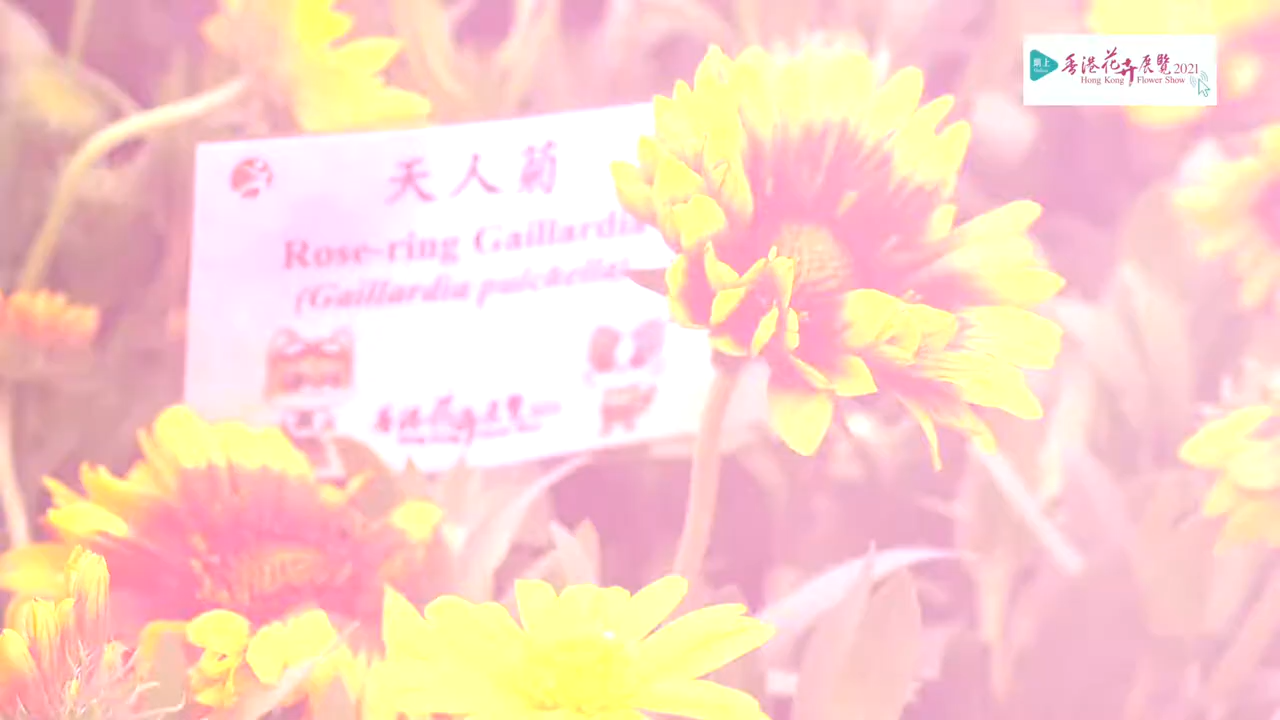 網上
香港花卉展覽2021
Hong Kong Flower Show
天人菊
Rose-ring Gaillardia
(Gaillardia pulchella)